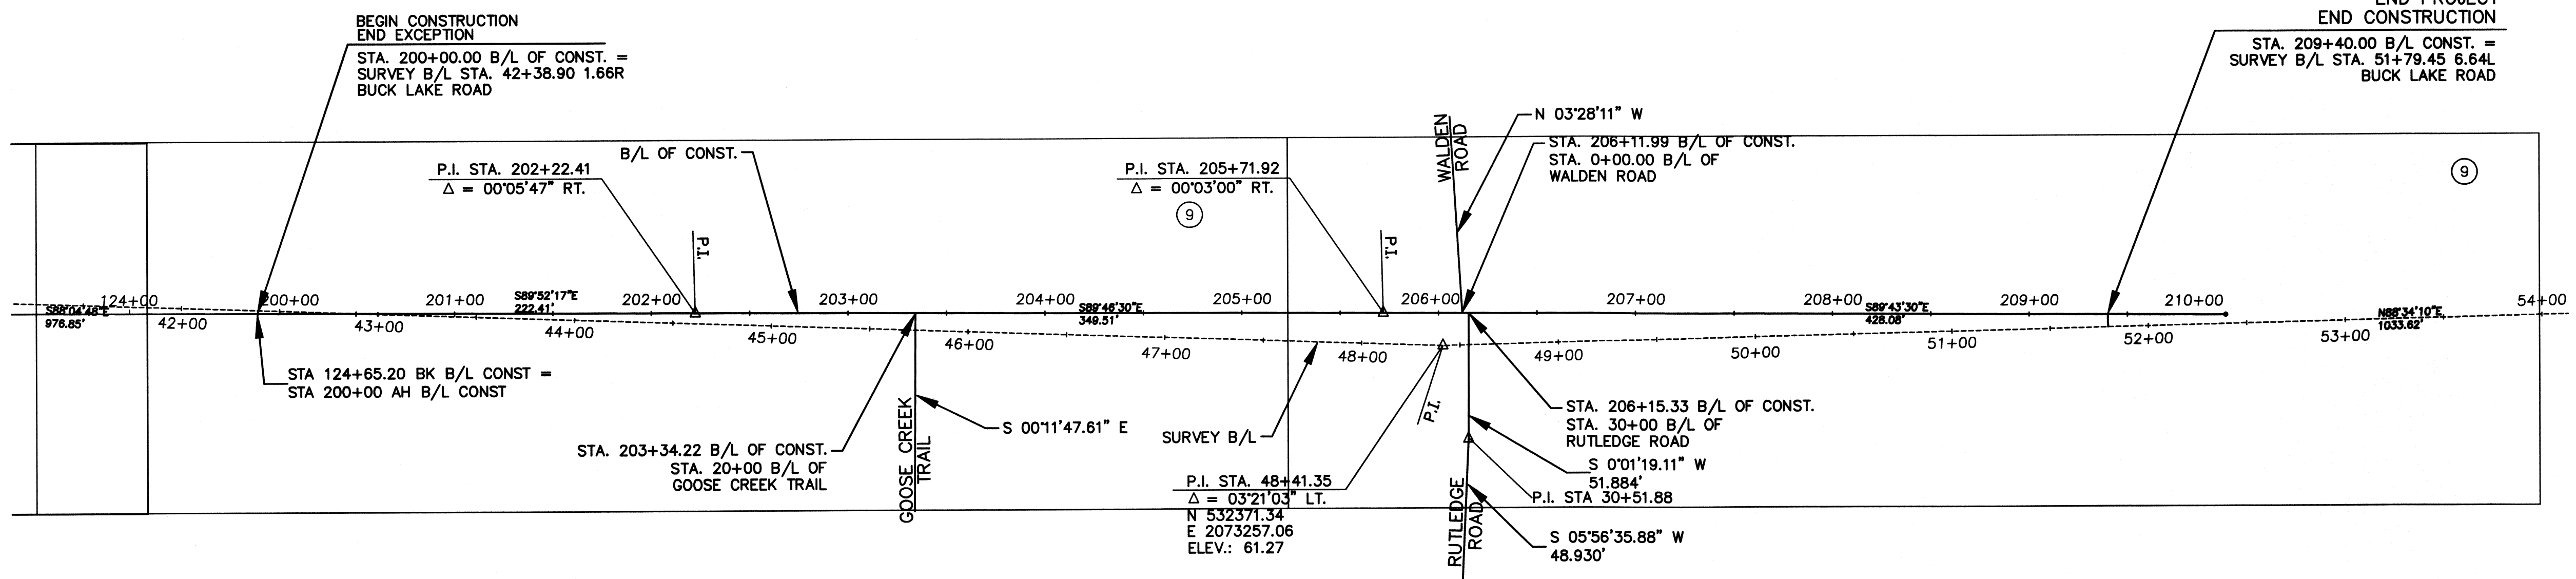 BEGIN CONSTRUCTION
END EXCEPTION
STA. 200+00.00 B/L OF CONST. =
SURVEY B/L STA. 42+38.90 1.66R
BUCK LAKE ROAD
END PROJECT
END CONSTRUCTION
STA. 209+40.00 B/L CONST. =
SURVEY B/L STA. 51+79.45 6.64L
BUCK LAKE ROAD
P.I. STA. 202+22.41
Δ = 00°05'47" RT.
B/L OF CONST.
P.I. STA. 205+71.92
Δ = 00°03'00" RT.
9
WALDEN
ROAD
N 03°28'11" W
STA. 206+11.99 B/L OF CONST.
STA. 0+00.00 B/L OF
WALDEN ROAD
9
P.I.
P.I.
124+00
200+00
201+00
202+00
203+00
204+00
205+00
206+00
207+00
208+00
209+00
210+00
54+00
S88°04'48"E
976.85'
S89°52'17"E
222.41'
S89°46'30"E
349.51'
S89°43'30"E
428.08'
N88°34'10"E
1033.62'
42+00
43+00
44+00
45+00
46+00
47+00
48+00
49+00
50+00
51+00
52+00
53+00
STA 124+65.20 BK B/L CONST =
STA 200+00 AH B/L CONST
STA. 203+34.22 B/L OF CONST.
STA. 20+00 B/L OF
GOOSE CREEK TRAIL
GOOSE CREEK
TRAIL
S 00°11'47.61" E
SURVEY B/L
P.I.
P.I. STA. 48+41.35
Δ = 03°21'03" LT.
N 532371.34
E 2073257.06
ELEV.: 61.27
STA. 206+15.33 B/L OF CONST.
STA. 30+00 B/L OF
RUTLEDGE ROAD
S 0°01'19.11" W
51.884'
P.I. STA 30+51.88
RUTLEDGE
ROAD
S 05°56'35.88" W
48.930'